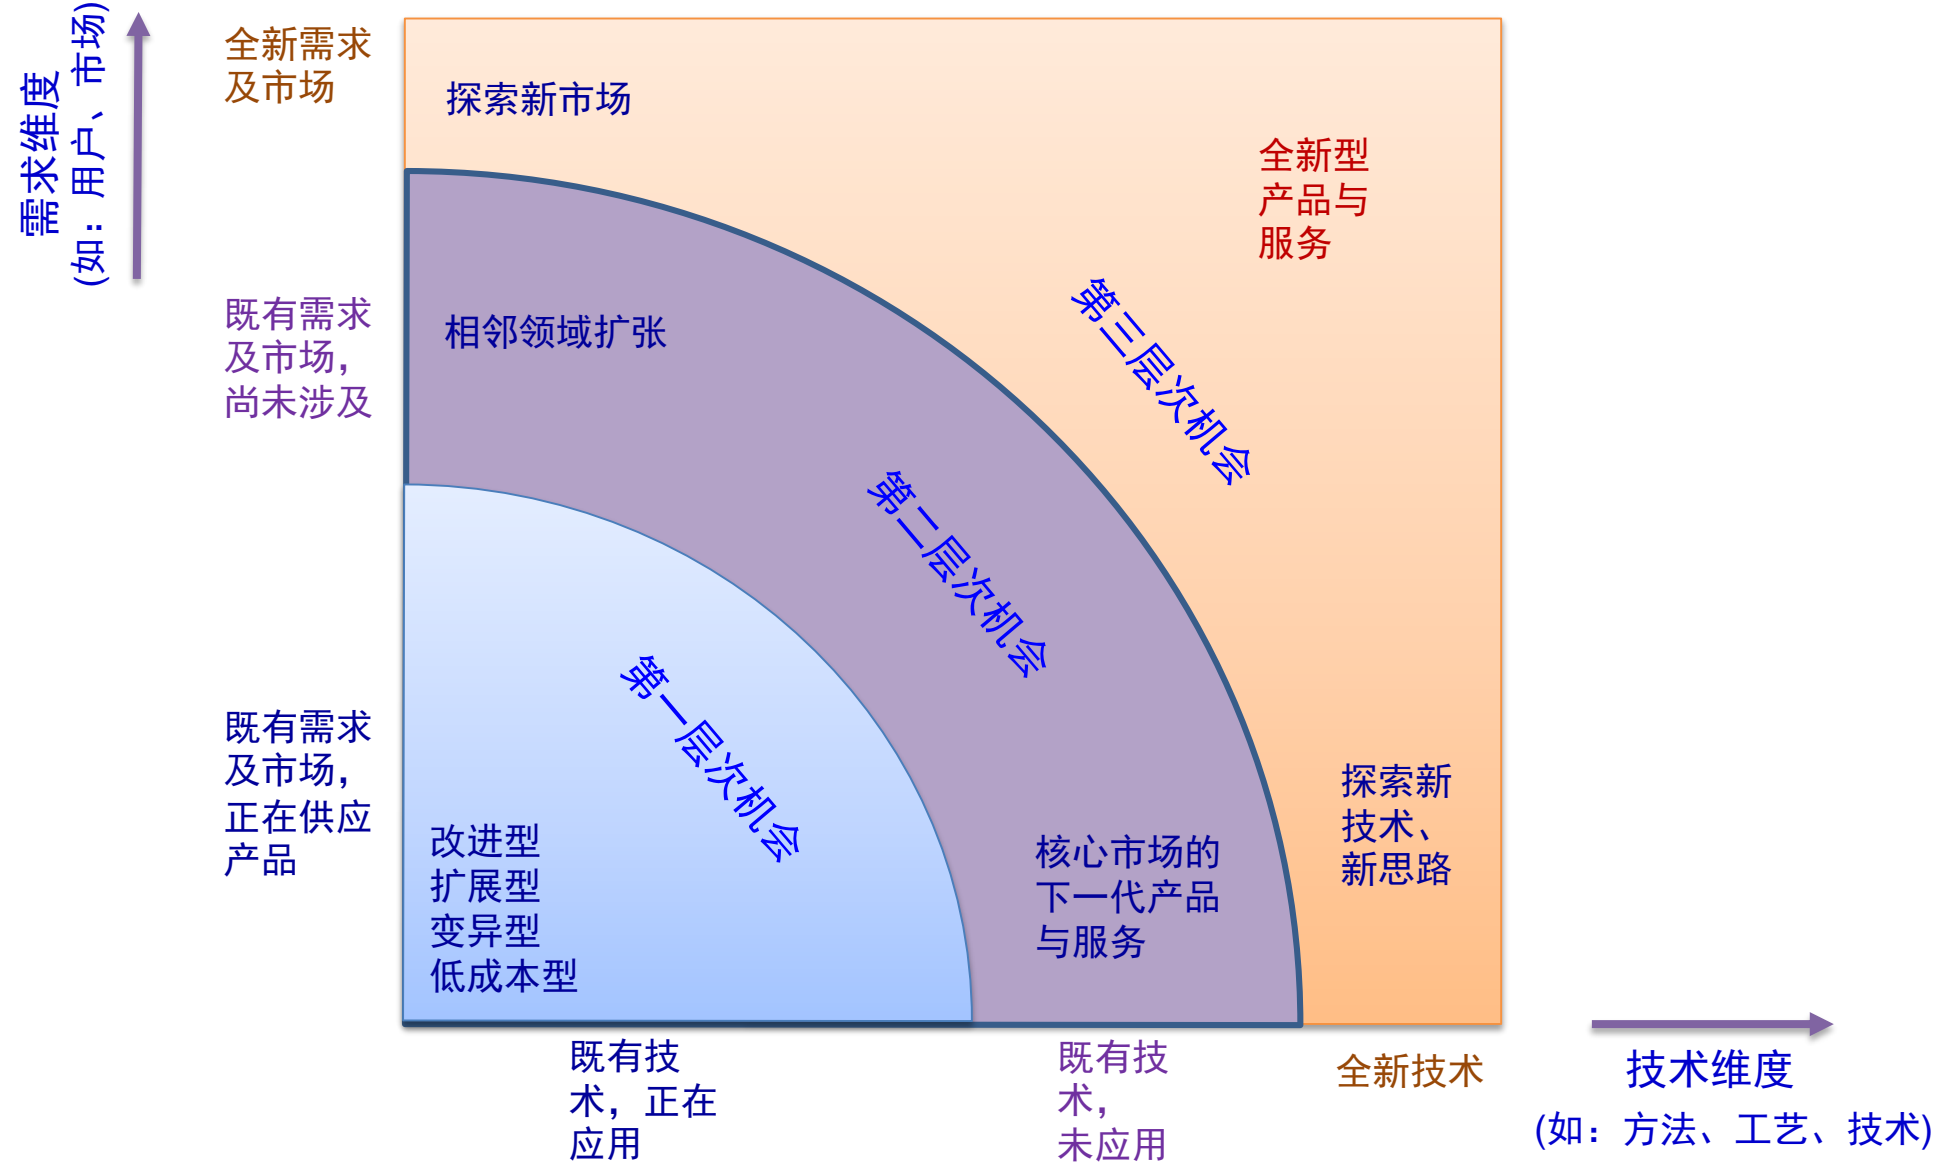 需求维度
(如：用户、市场)
全新需求
及市场
既有需求
及市场，
尚未涉及
既有需求
及市场，
正在供应
产品
探索新市场
全新型
产品与
服务
第三层次机会
相邻领域扩张
第二层次机会
第一层次机会
改进型
扩展型
变异型
低成本型
核心市场的
下一代产品
与服务
探索新
技术、
新思路
既有技
术，正在
应用
既有技
术，
未应用
全新技术
技术维度
(如：方法、工艺、技术)